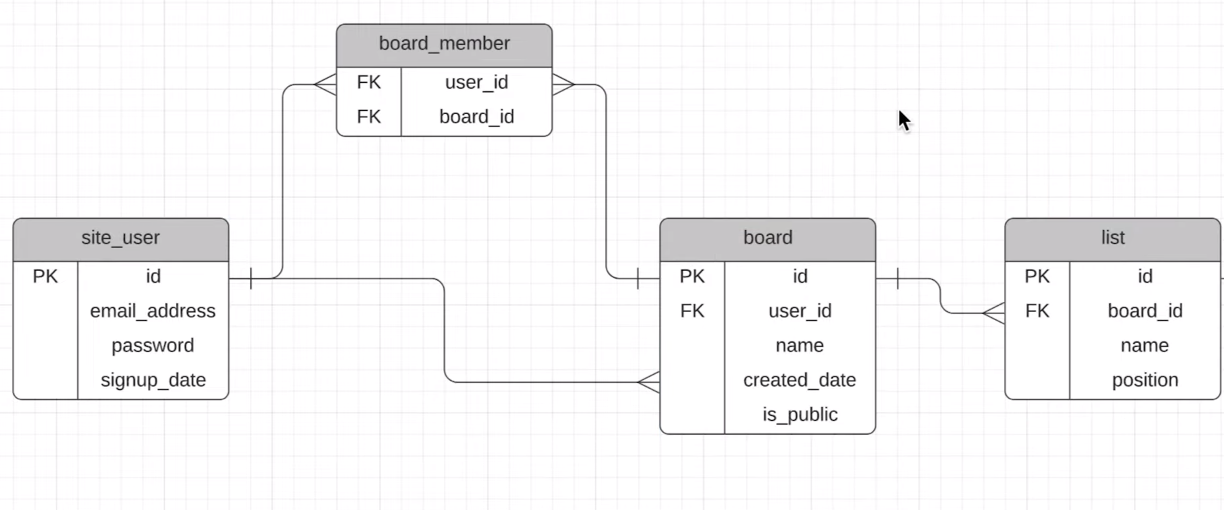 board_member
FK user_id
FK board_id
site_user
PK id
email_address
password
signup_date
board
PK id
FK user_id
name
created_date
is_public
list
PK id
FK board_id
name
position